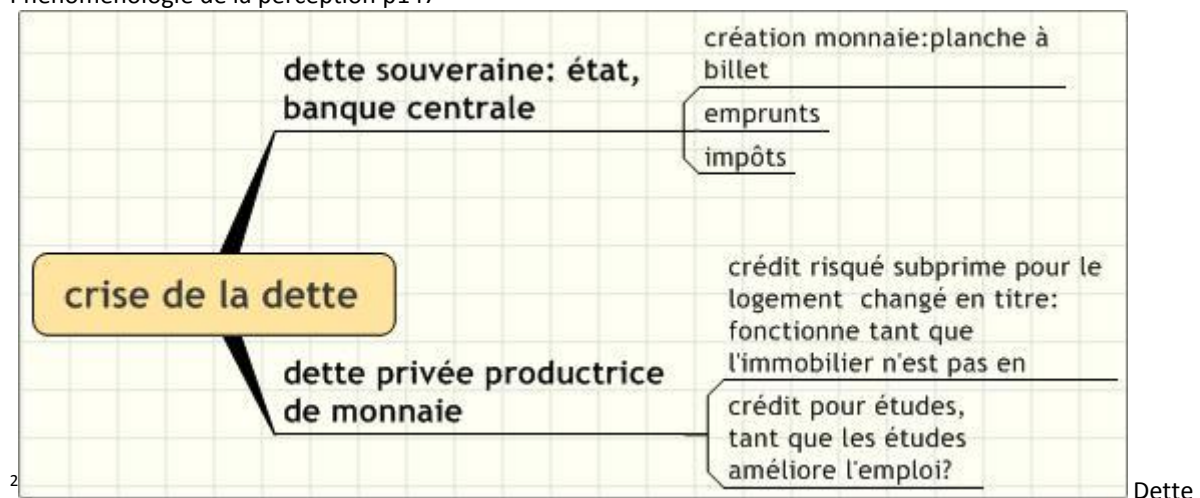 dette souveraine: état,
banque centrale
création monnaie:planche à
billet
emprunts
impôts
crise de la dette
dette privée productrice
de monnaie
crédit risqué subprime pour le
logement  changé en titre:
fonctionne tant que
l'immobilier n'est pas en
crédit pour études,
tant que les études
améliore l'emploi?
2
Dette